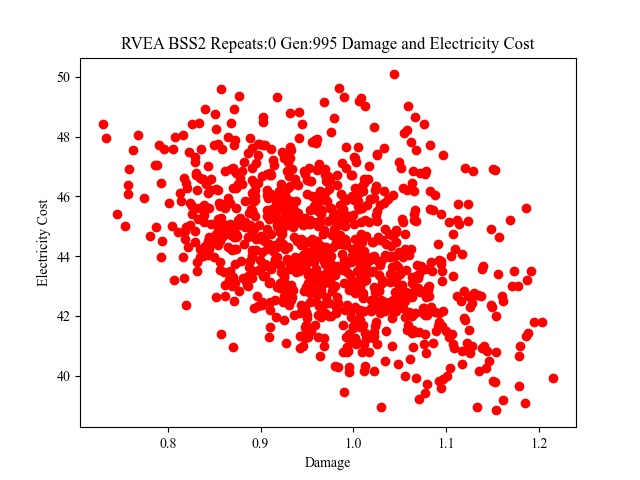 RVEA BSS2 Repeats:0 Gen:995 Damage and Electricity Cost
50
48
46
44
42
40
Electricity Cost
0.8 0.9 1.0 1.1 1.2
Damage